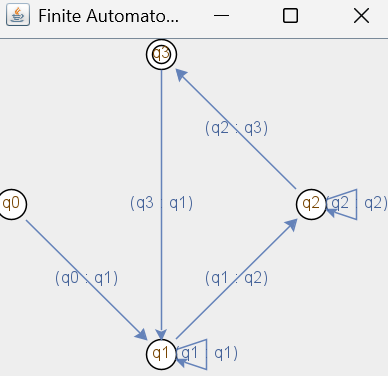 Finite Automato...
q3
(q2 : q3)
q0
(q3 : q1)
q2
(q2 : q2)
(q0 : q1)
(q1 : q2)
q1
(q1 : q1)